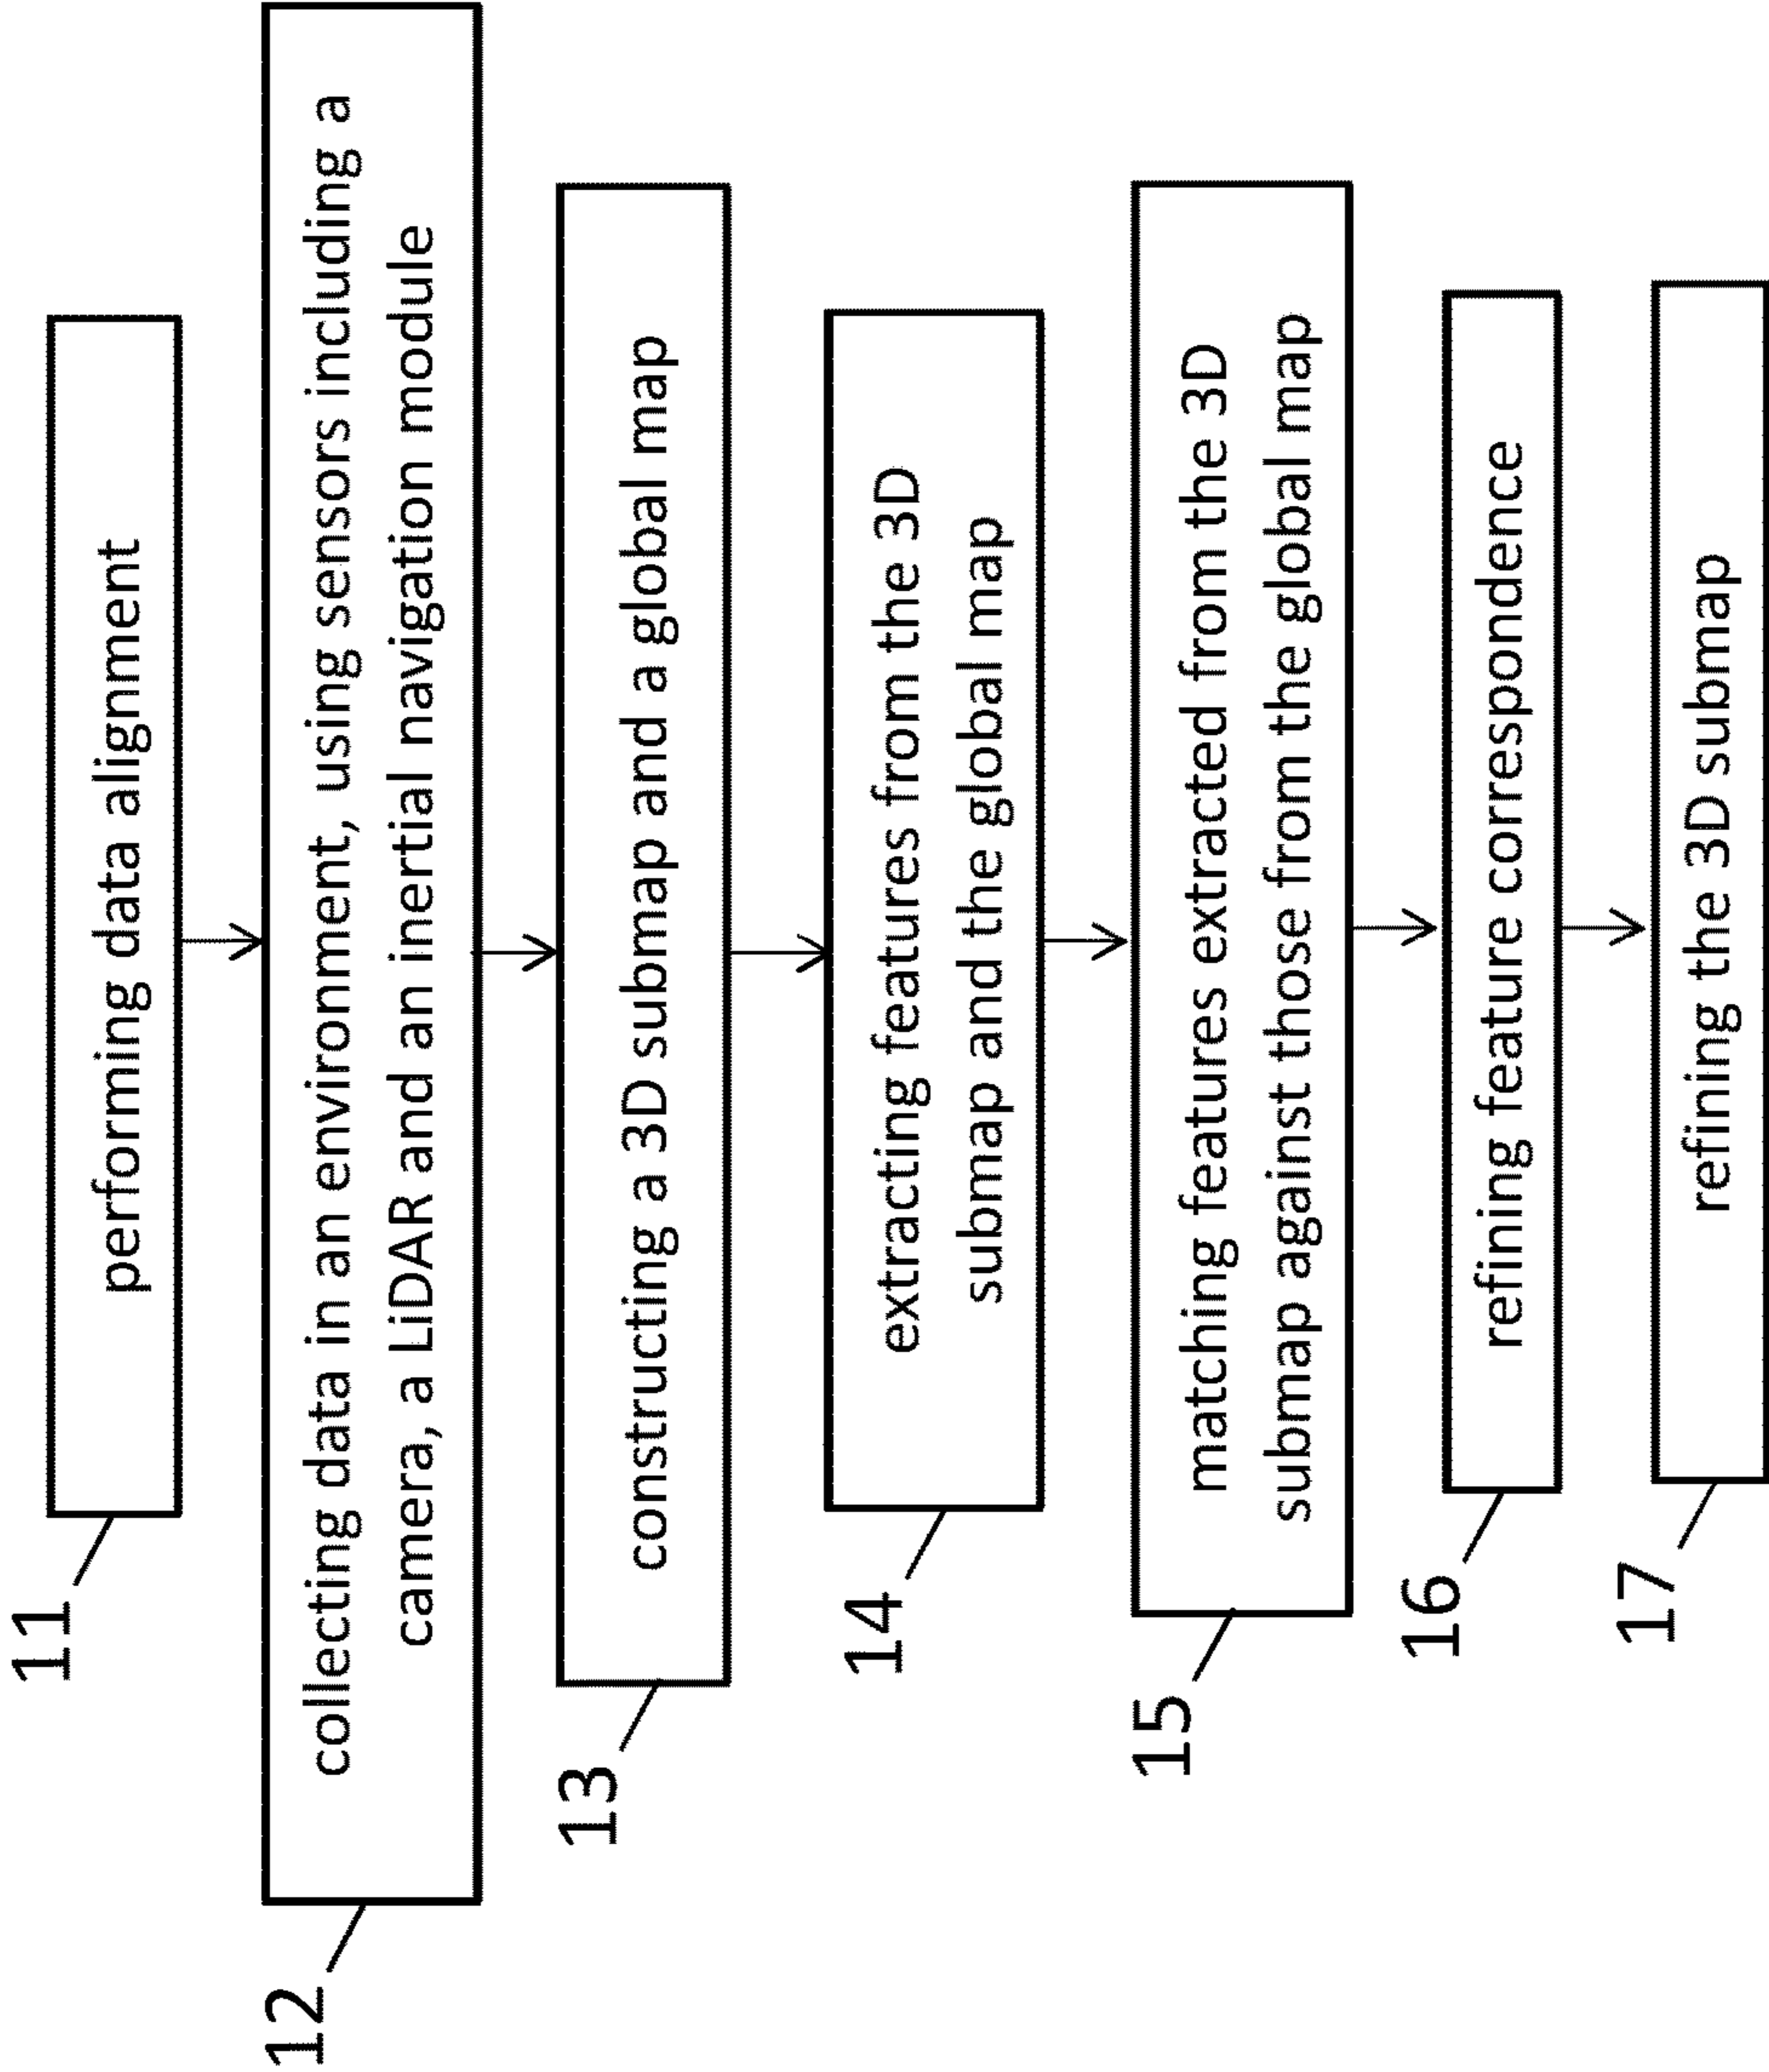 11
performing data alignment
12
collecting data in an environment, using sensors including a
camera, a LiDAR and an inertial navigation module
13
constructing a 3D submap and a global map
14
extracting features from the 3D
submap and the global map
15
matching features extracted from the 3D
submap against those from the global map
16
refining feature correspondence
17
refining the 3D submap